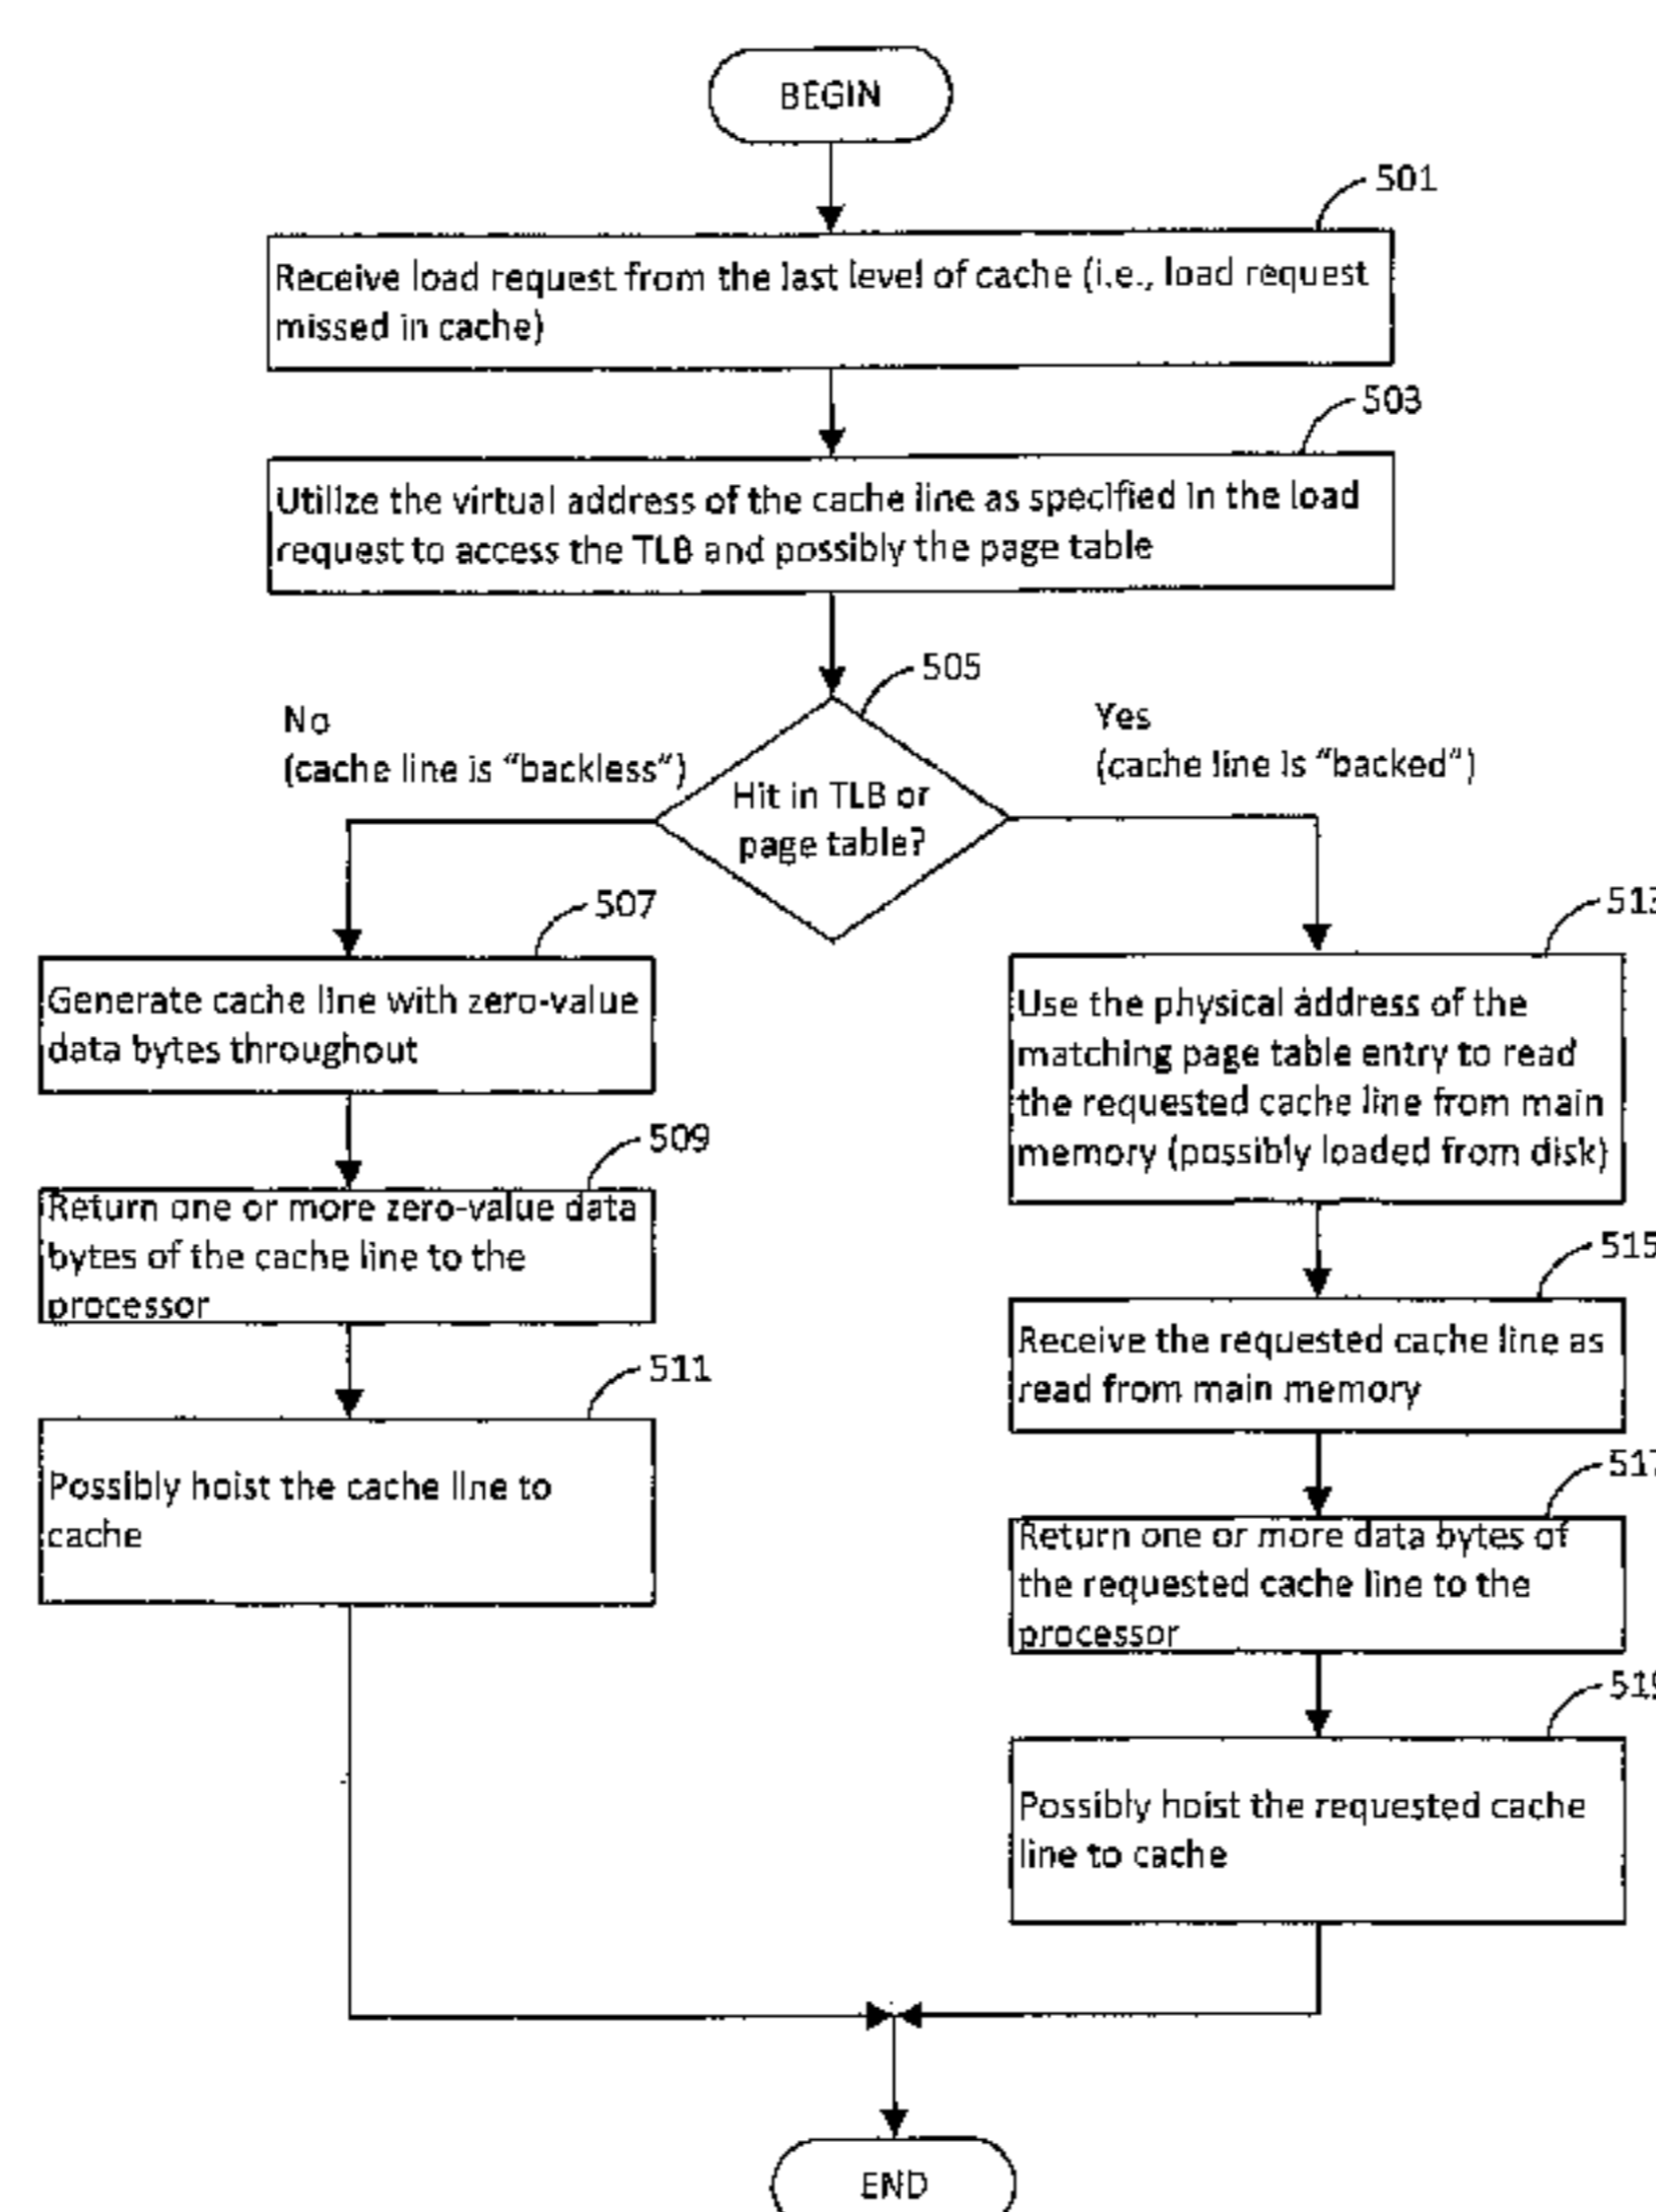 BEGIN
501
Receive load request from the last level of cache (i.e., load request
missed in cache)
503
Utilize the virtual address of the cache line as specified in the load
request to access the TLB and possibly the page table
505
No
(cache line is "backless")
Yes
(cache line is "backed")
Hit in TLB or
page table?
507
Generate cache line with zero-value
data bytes throughout
509
Return one or more zero-value data
bytes of the cache line to the
processor
511
Possibly hoist the cache line to
cache
513
Use the physical address of the
matching page table entry to read
the requested cache line from main
memory (possibly loaded from disk)
515
Receive the requested cache line as
read from main memory
517
Return one or more data bytes of
the requested cache line to the
processor
519
Possibly hoist the requested cache
line to cache
END